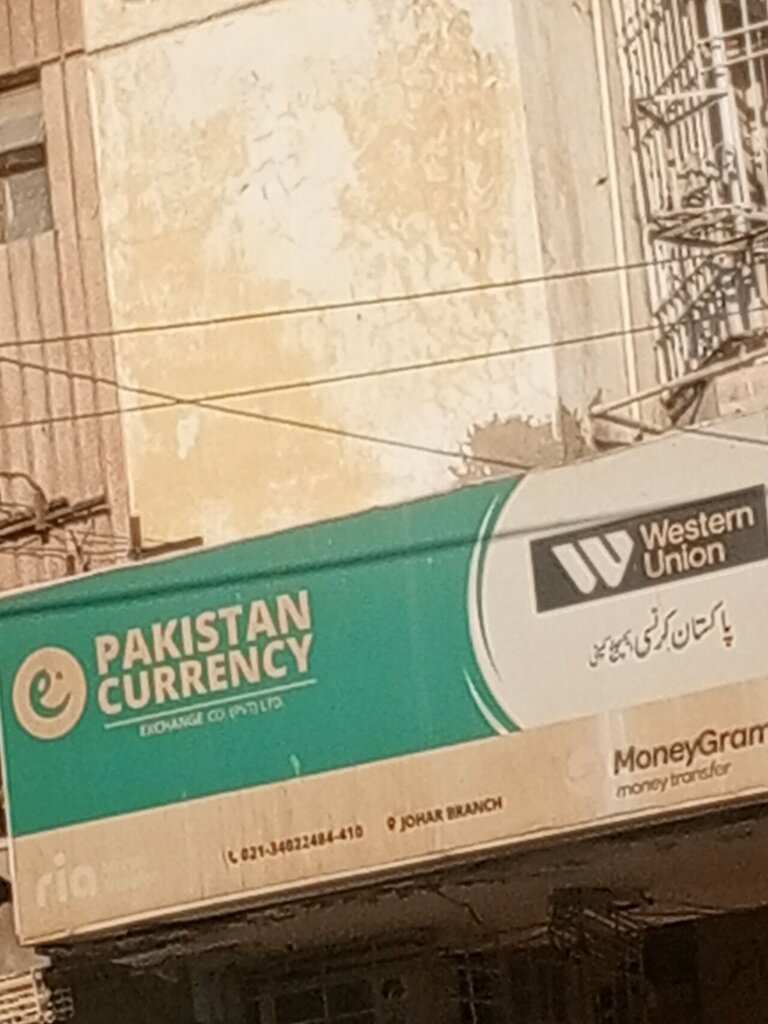 PAKISTAN
CURRENCY
EXCHANGE CO. (PVT) LTD.
Western
Union
پاکستان کرنسی ایکسچینج کمپنی
MoneyGram
money transfer
021-34022484-410
JOHAR BRANCH
ria